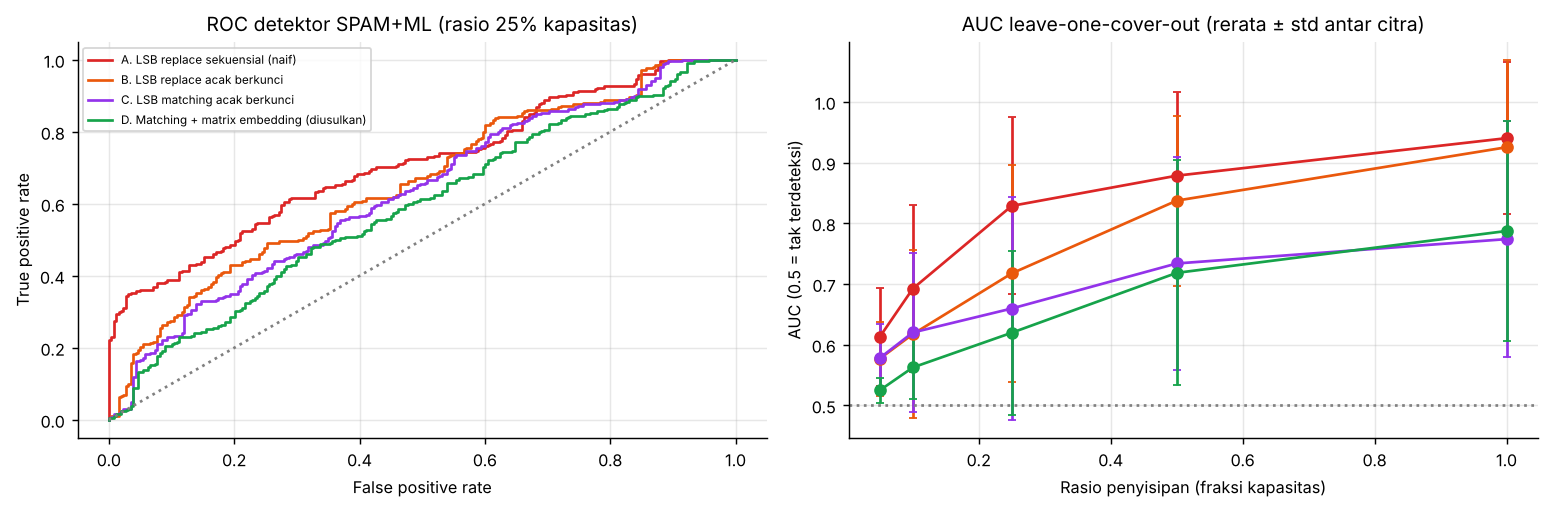 ROC detektor SPAM+ML (rasio 25% kapasitas)
1.0
0.8
0.6
0.4
0.2
0.0
True positive rate
A. LSB replace sekuensial (naif)
B. LSB replace acak berkunci
C. LSB matching acak berkunci
D. Matching + matrix embedding (diusulkan)
0.0 0.2 0.4 0.6 0.8 1.0
False positive rate
AUC leave-one-cover-out (rerata ± std antar citra)
1.0
0.9
0.8
0.7
0.6
0.5
AUC (0.5 = tak terdeteksi)
0.2 0.4 0.6 0.8 1.0
Rasio penyisipan (fraksi kapasitas)